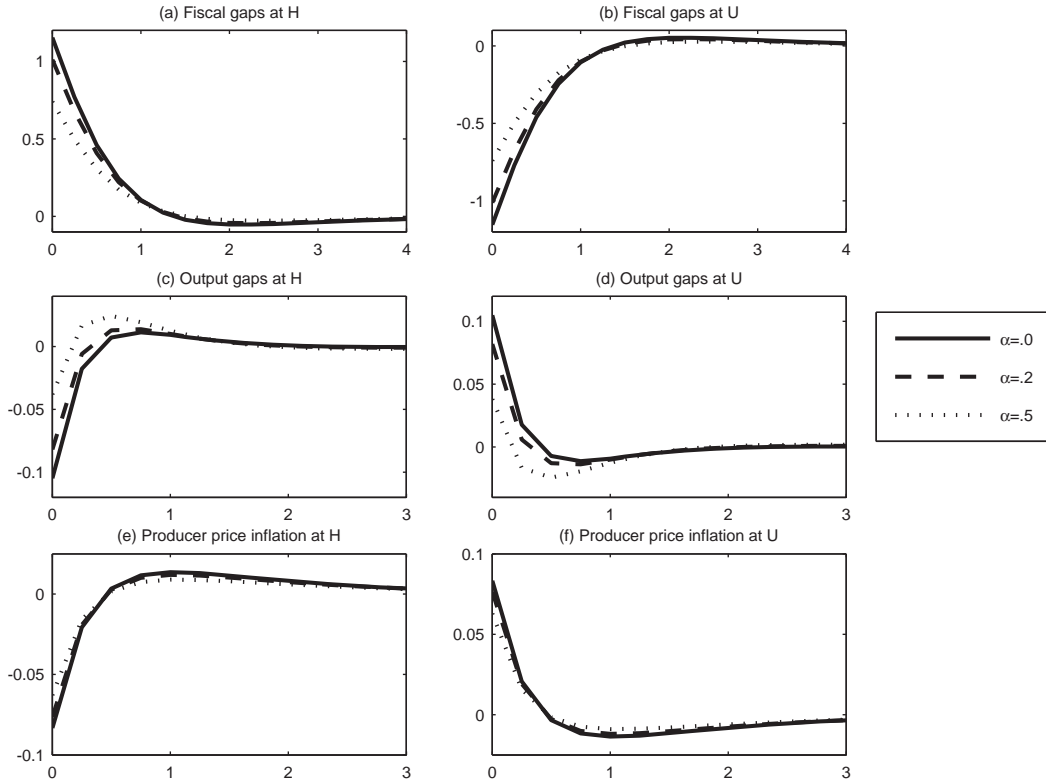 (a) Fiscal gaps at H
1
0.5
0
0 1 2 3 4
(b) Fiscal gaps at U
0
-0.5
-1
0 1 2 3 4
(c) Output gaps at H
0
-0.05
-0.1
0 1 2 3
(d) Output gaps at U
0.1
0.05
0
0 1 2 3
α=.0
α=.2
α=.5
(e) Producer price inflation at H
0
-0.05
-0.1
0 1 2 3
(f) Producer price inflation at U
0.1
0.05
0
0 1 2 3